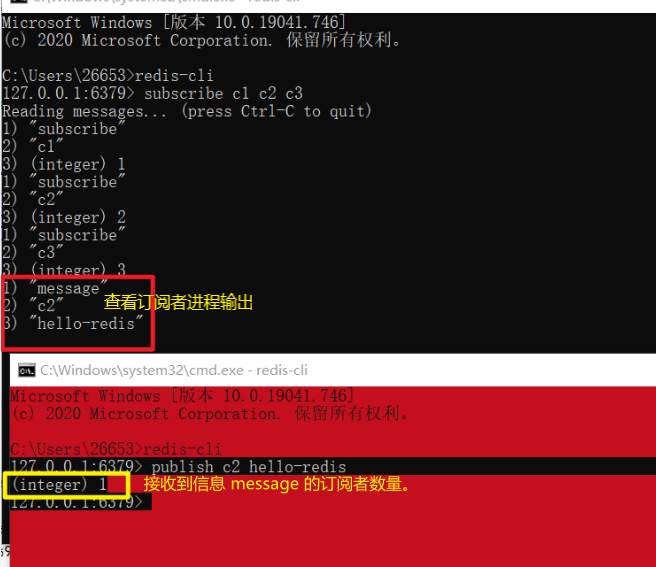 C:\Windows\system32\cmd.exe - redis-cli
Microsoft Windows [版本 10.0.19041.746]
(c) 2020 Microsoft Corporation. 保留所有权利。
C:\Users\26653>redis-cli
127.0.0.1:6379> subscribe c1 c2 c3
Reading messages... (press Ctrl-C to quit)
1) "subscribe"
2) "c1"
3) (integer) 1
1) "subscribe"
2) "c2"
3) (integer) 2
1) "subscribe"
2) "c3"
3) (integer) 3
1) "message"
2) "c2" 查看订阅者进程输出
3) "hello-redis"
C:\Windows\system32\cmd.exe - redis-cli
Microsoft Windows [版本 10.0.19041.746]
(c) 2020 Microsoft Corporation. 保留所有权利。
C:\Users\26653>redis-cli
127.0.0.1:6379> publish c2 hello-redis
(integer) 1 接收到信息 message 的订阅者数量。
127.0.0.1:6379>